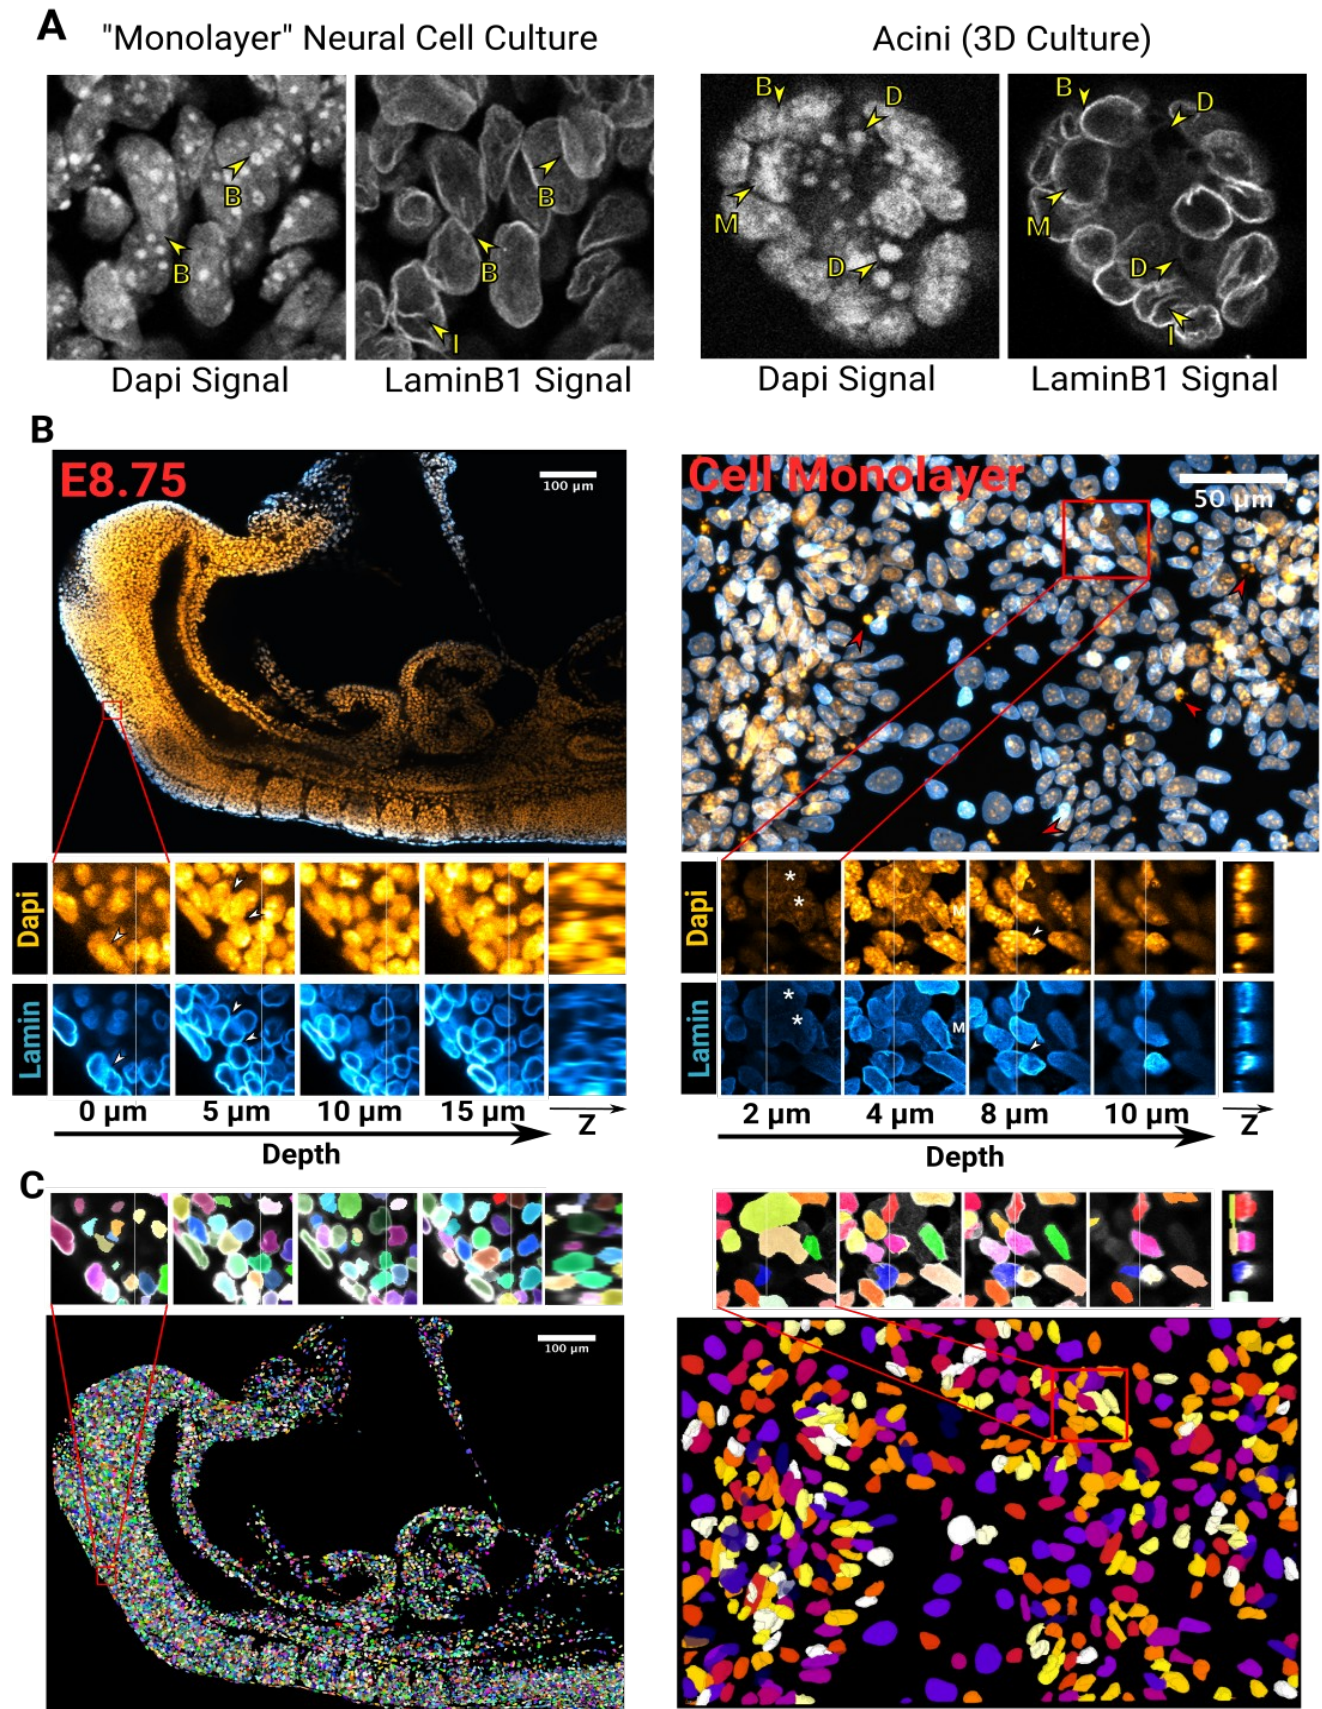 A
"Monolayer" Neural Cell Culture
Acini (3D Culture)
B
B
I
B
B
B
D
M
D
B
D
M
D
I
Dapi Signal
LaminB1 Signal
Dapi Signal
LaminB1 Signal
B
E8.75
100 µm
Cell Monolayer
50 µm
Dapi
Lamin
0 µm
5 µm
10 µm
15 µm
Z
Depth
Dapi
* *
M
Lamin
* *
M
2 µm
4 µm
8 µm
10 µm
Z
Depth
C
100 µm